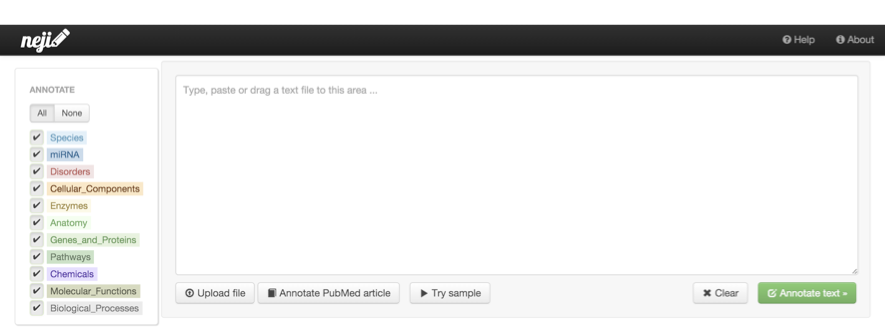 neji
Help About
ANNOTATE
All None
Species
miRNA
Disorders
Cellular_Components
Enzymes
Anatomy
Genes_and_Proteins
Pathways
Chemicals
Molecular_Functions
Biological_Processes
Type, paste or drag a text file to this area ...
Upload file Annotate PubMed article Try sample Clear Annotate text »